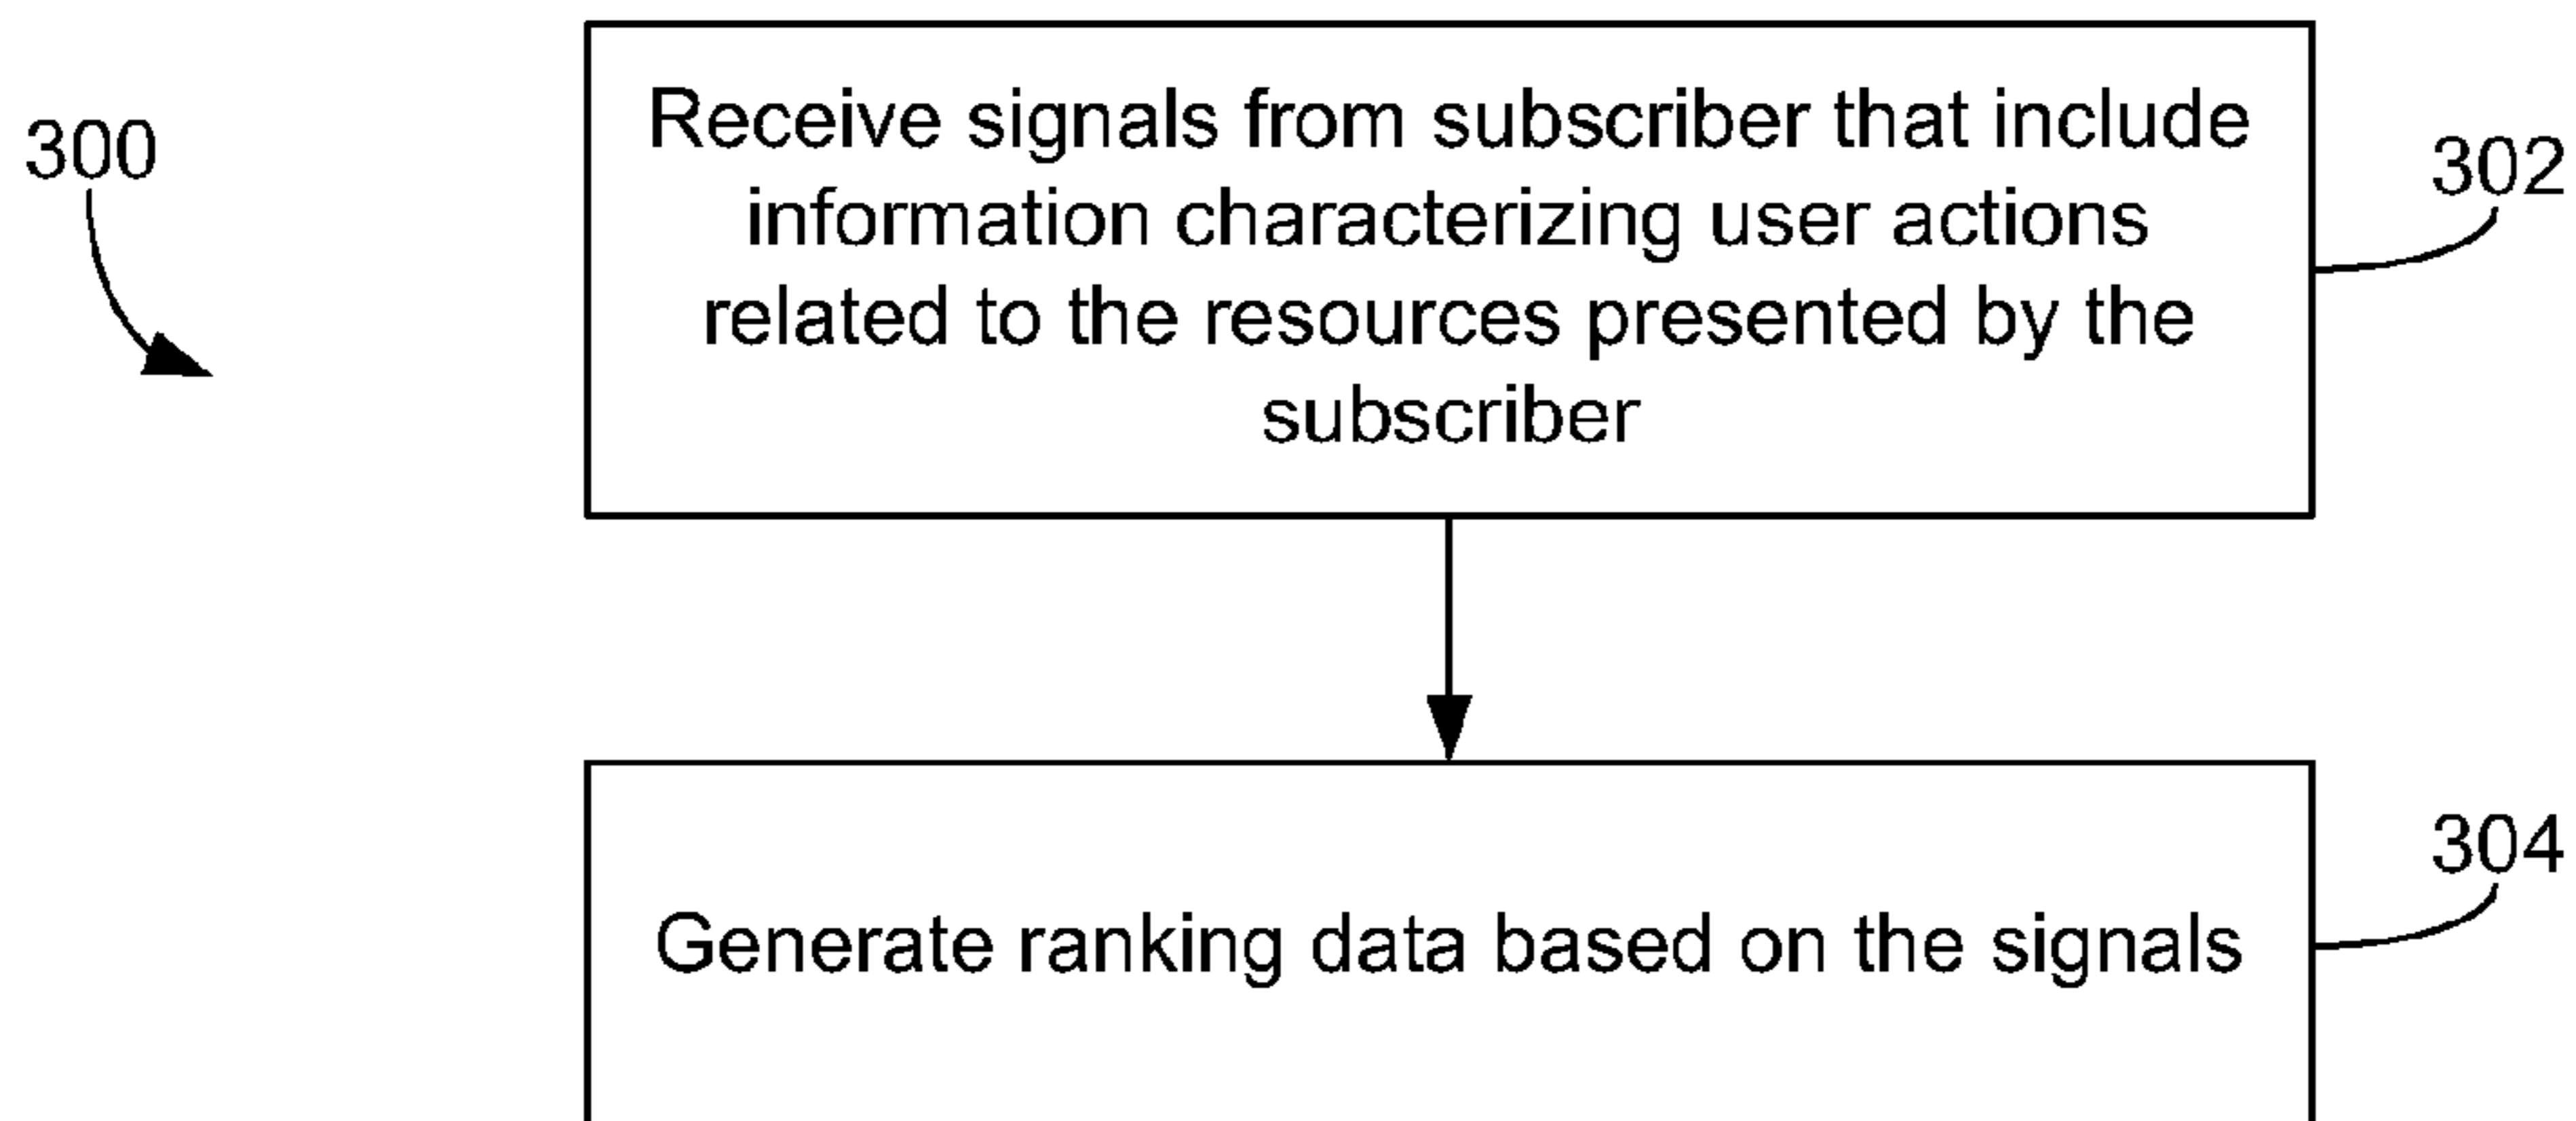 300
Receive signals from subscriber that include
information characterizing user actions
related to the resources presented by the
subscriber
302
Generate ranking data based on the signals
304